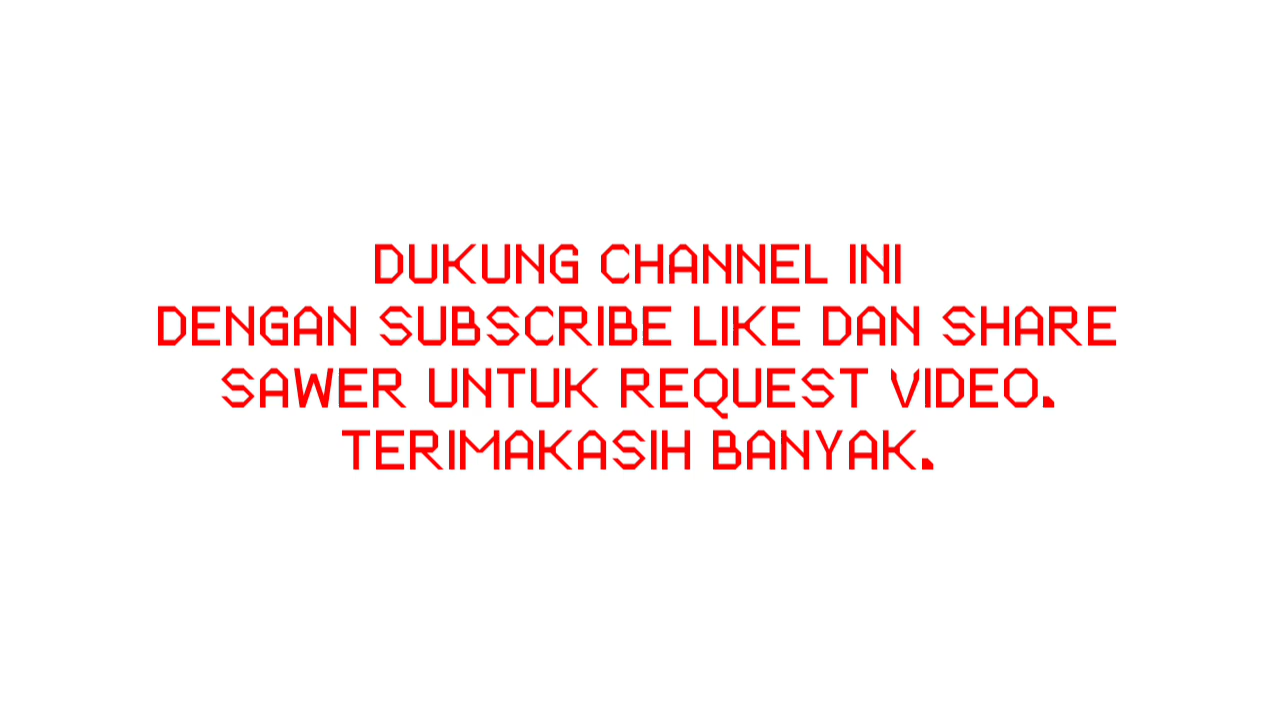 DUKUNG CHANNEL INI
DENGAN SUBSCRIBE LIKE DAN SHARE
SAWER UNTUK REQUEST VIDEO.
TERIMAKASIH BANYAK.